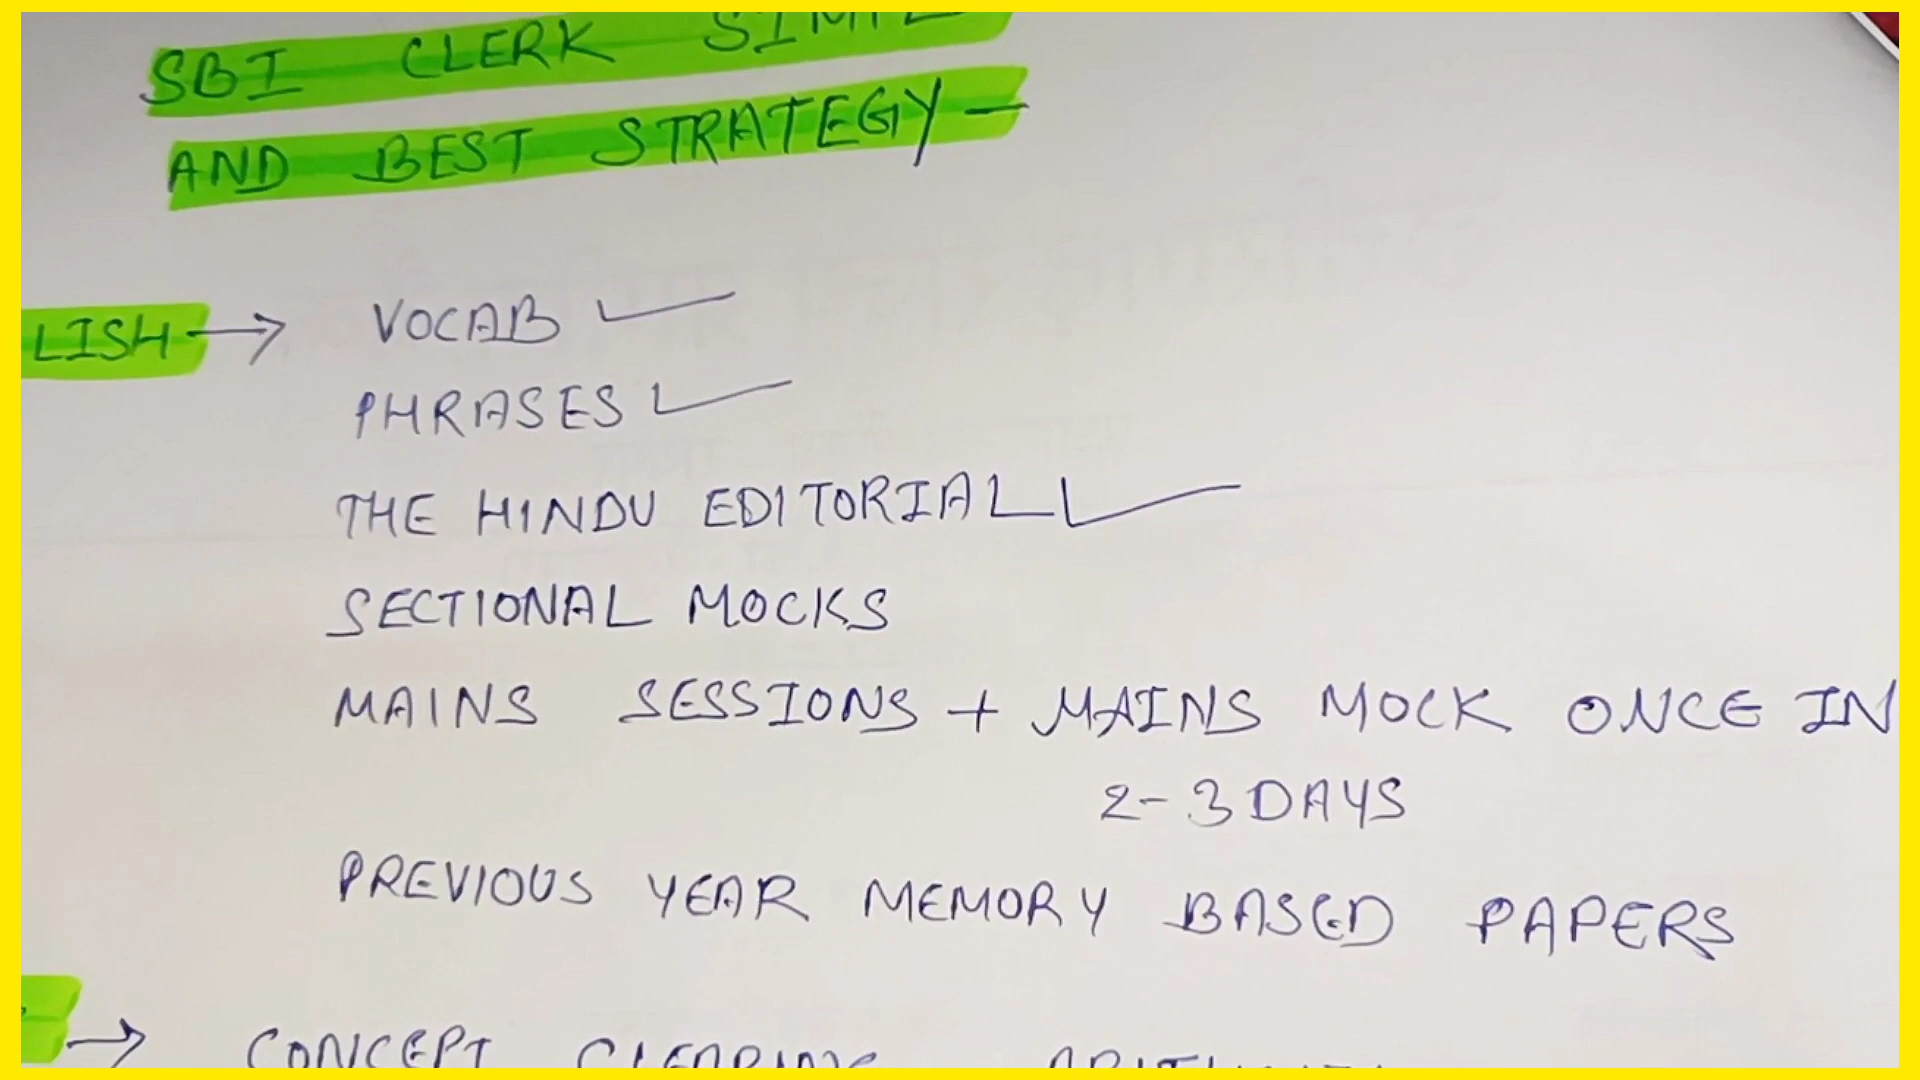 SBI CLERK
AND BEST STRATEGY -
LISH → VOCAB ✓
PHRASES ✓
THE HINDU EDITORIAL ✓
SECTIONAL MOCKS
MAINS SESSIONS + MAINS MOCK ONCE IN
2-3 DAYS
PREVIOUS YEAR MEMORY BASED PAPERS
→ CONCEPT